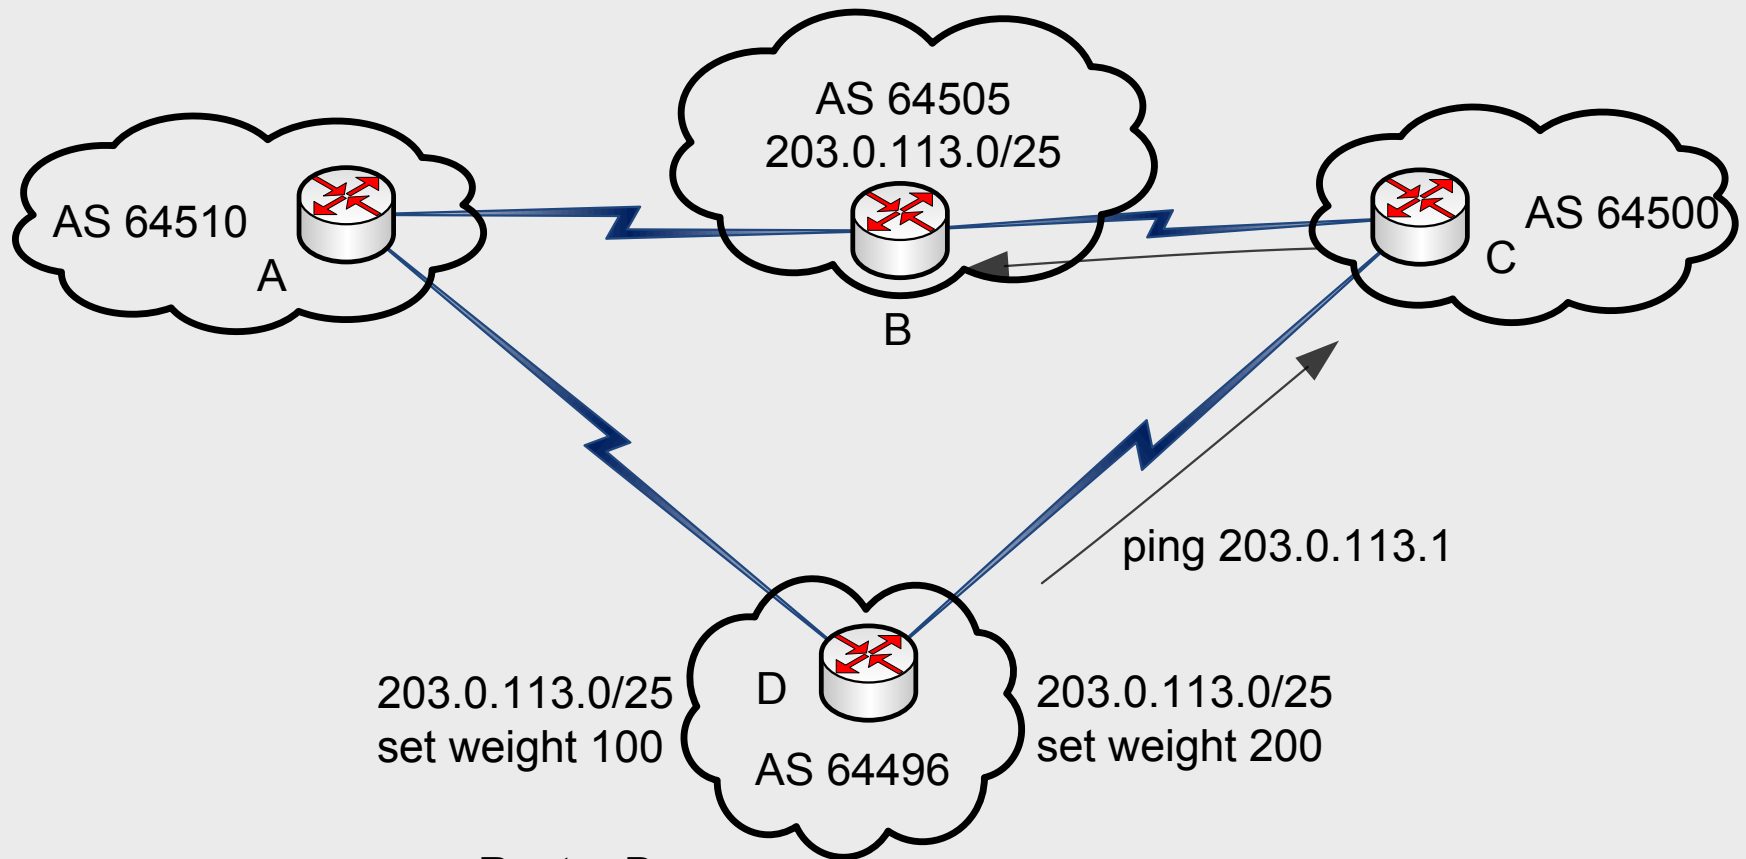 AS 64505
203.0.113.0/25
AS 64510
A
B
AS 64500
C
ping 203.0.113.1
203.0.113.0/25
set weight 100
D
AS 64496
203.0.113.0/25
set weight 200